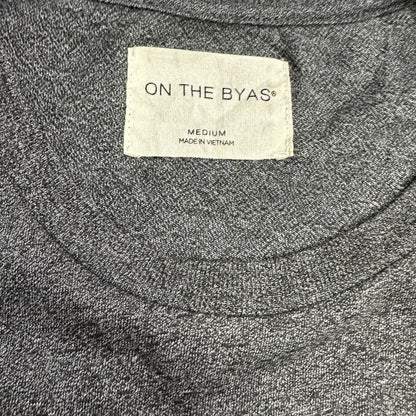 ON THE BYAS®
MEDIUM
MADE IN VIETNAM